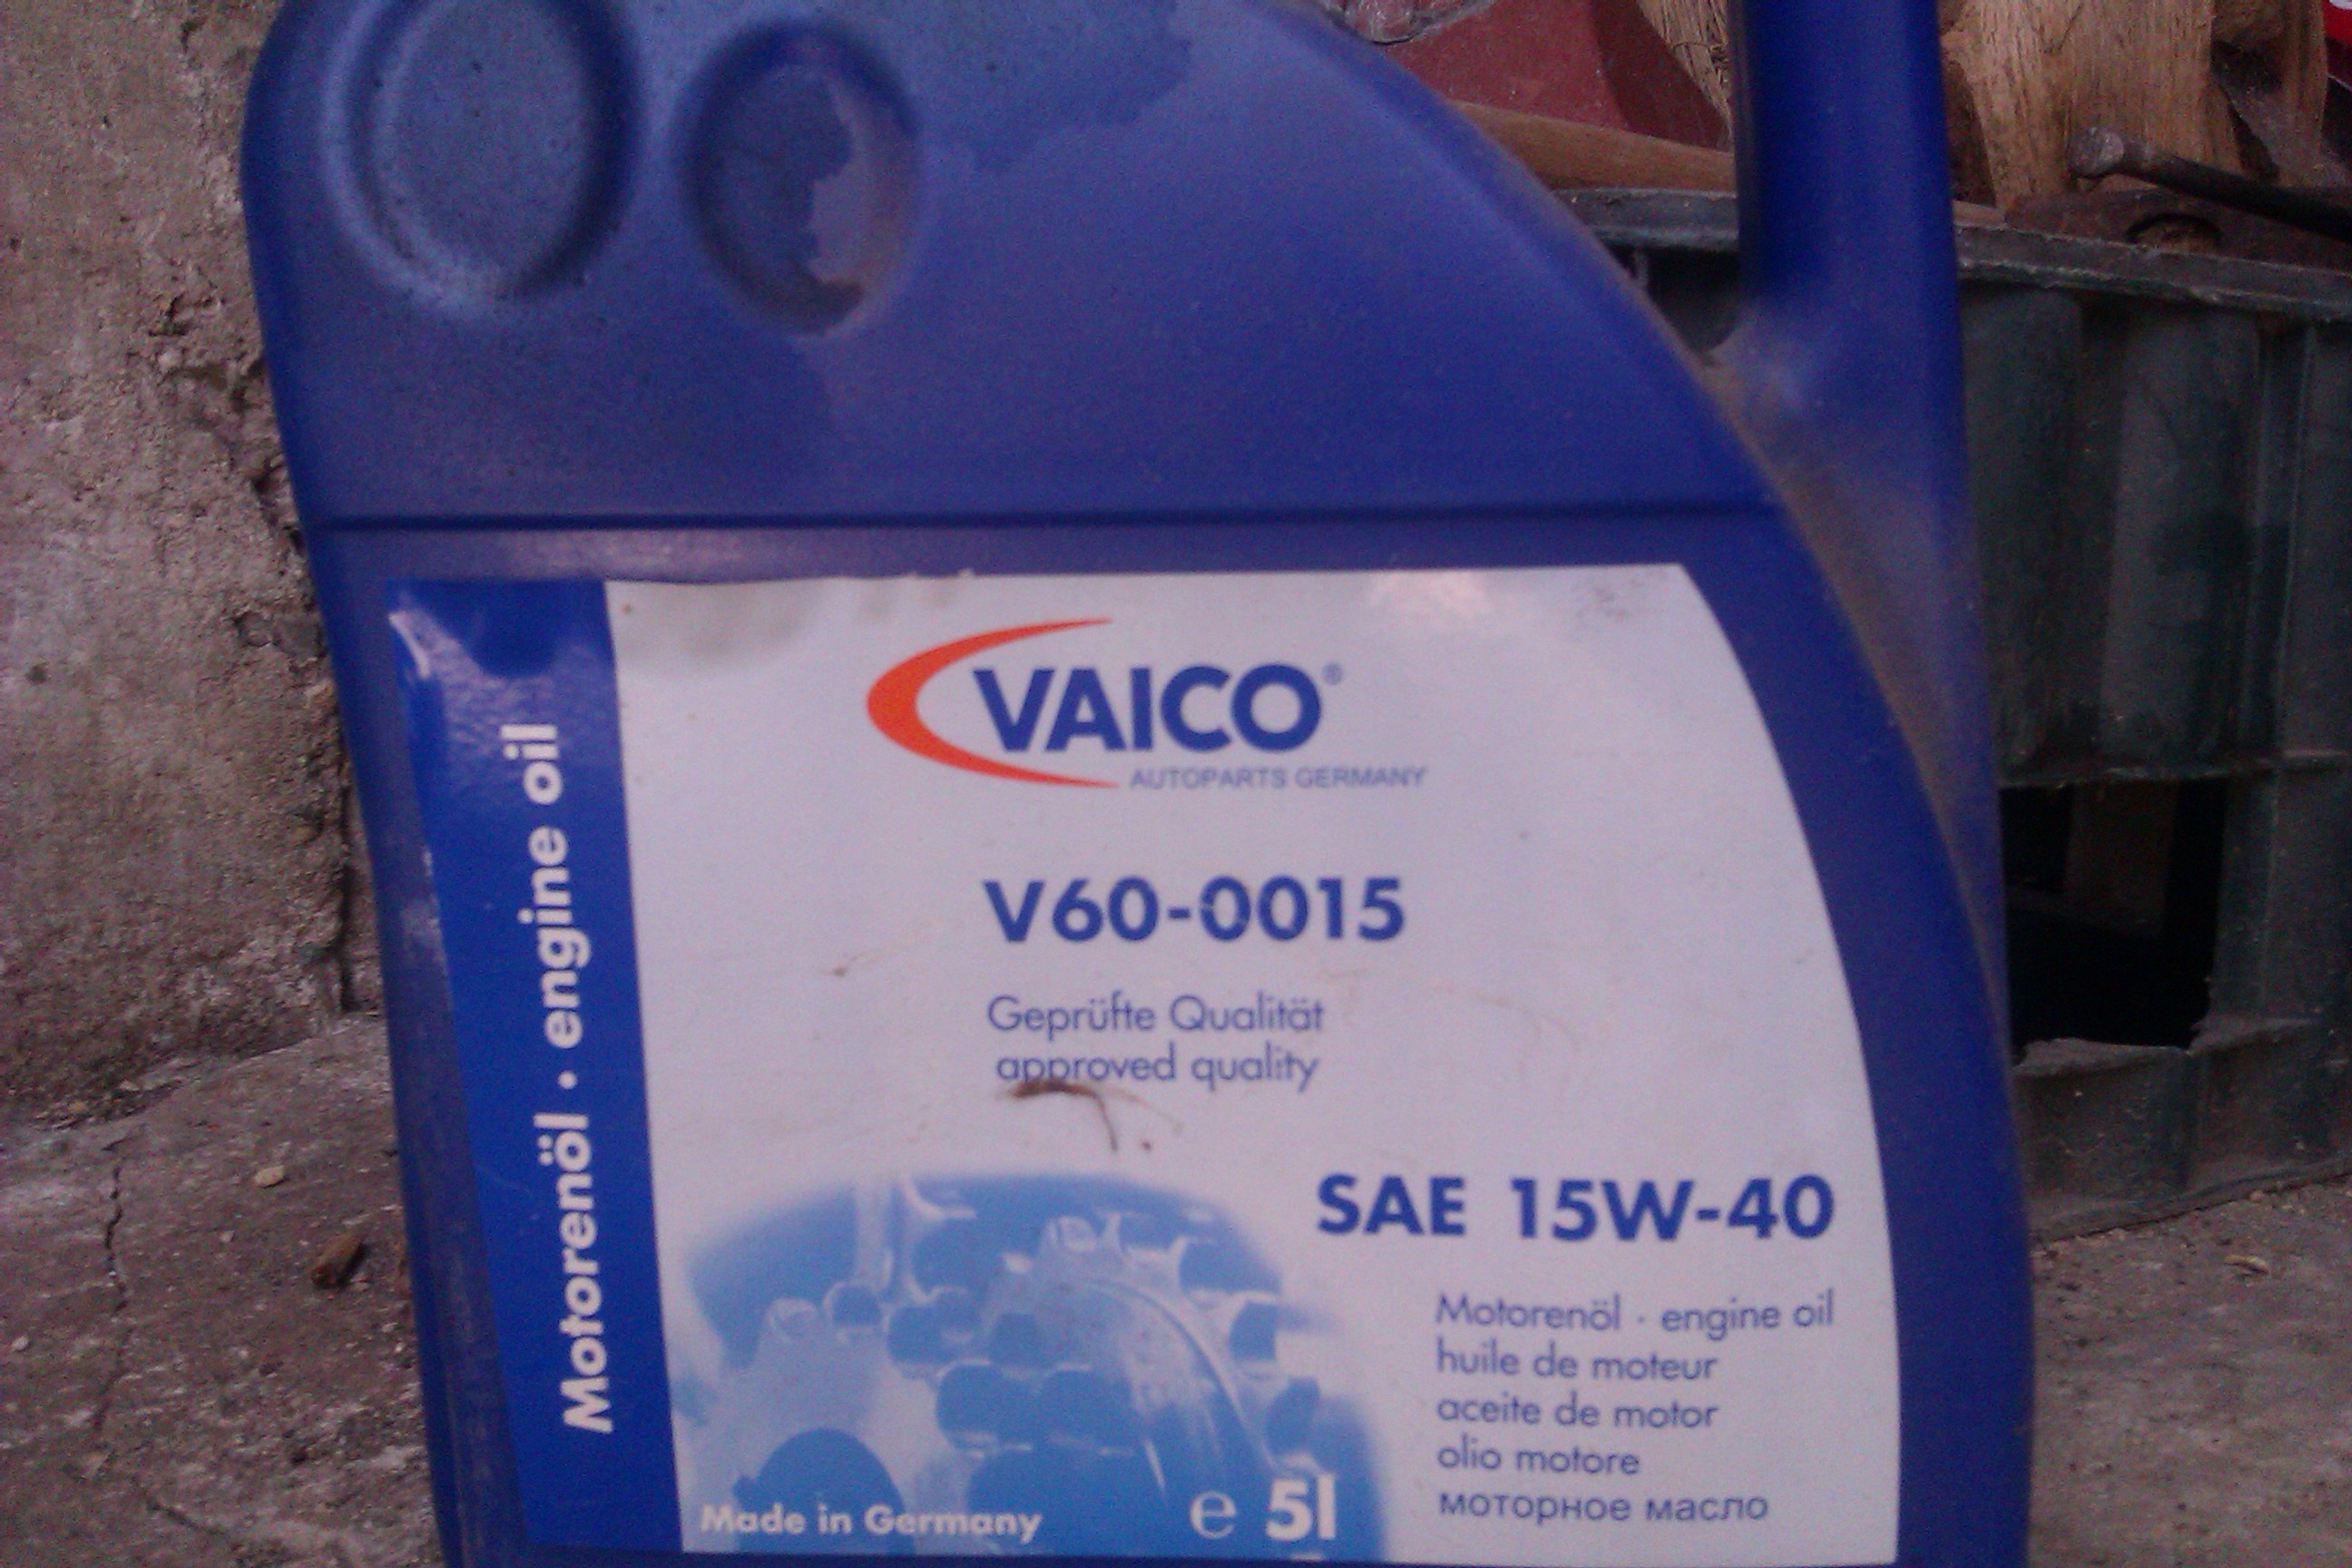 VAICO®
AUTOPARTS GERMANY
V60-0015
Geprüfte Qualität
approved quality
SAE 15W-40
Motorenöl · engine oil
huile de moteur
aceite de motor
olio motore
моторное масло
Made in Germany
e 5l
Motorenöl · engine oil